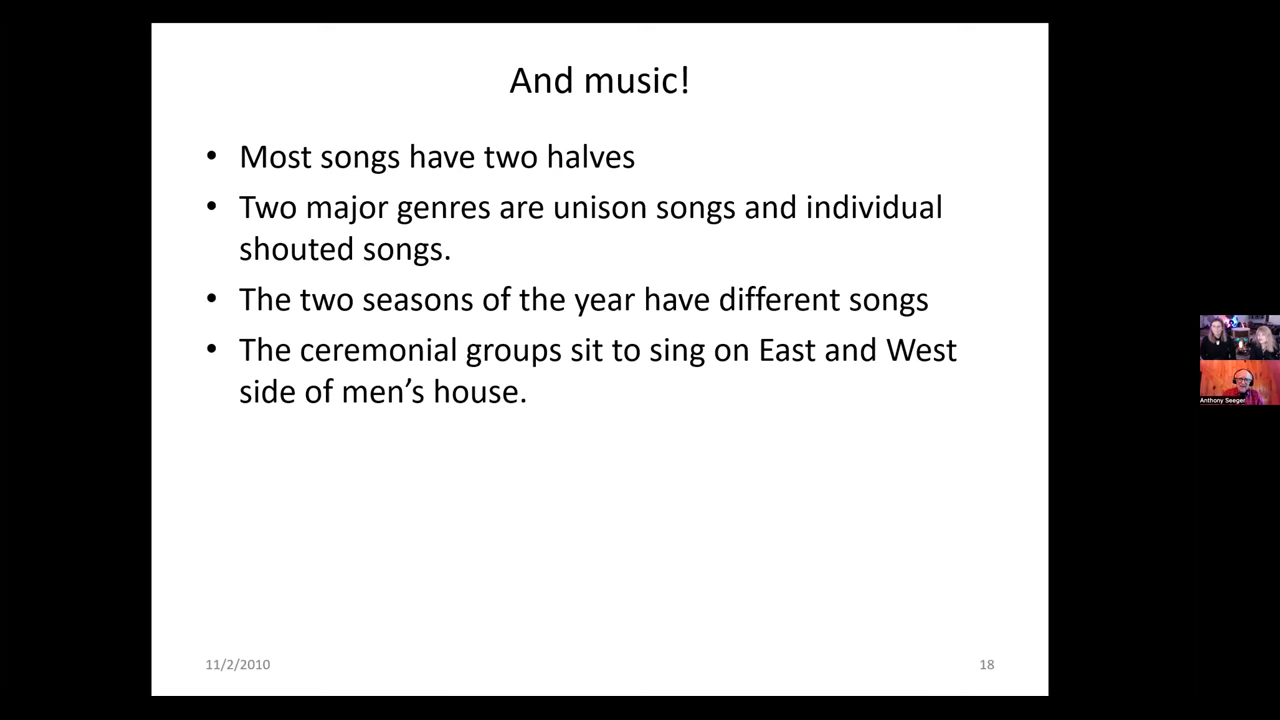 And music!
• Most songs have two halves
• Two major genres are unison songs and individual
shouted songs.
• The two seasons of the year have different songs
• The ceremonial groups sit to sing on East and West
side of men’s house.
11/2/2010
18
Anthony Seeger